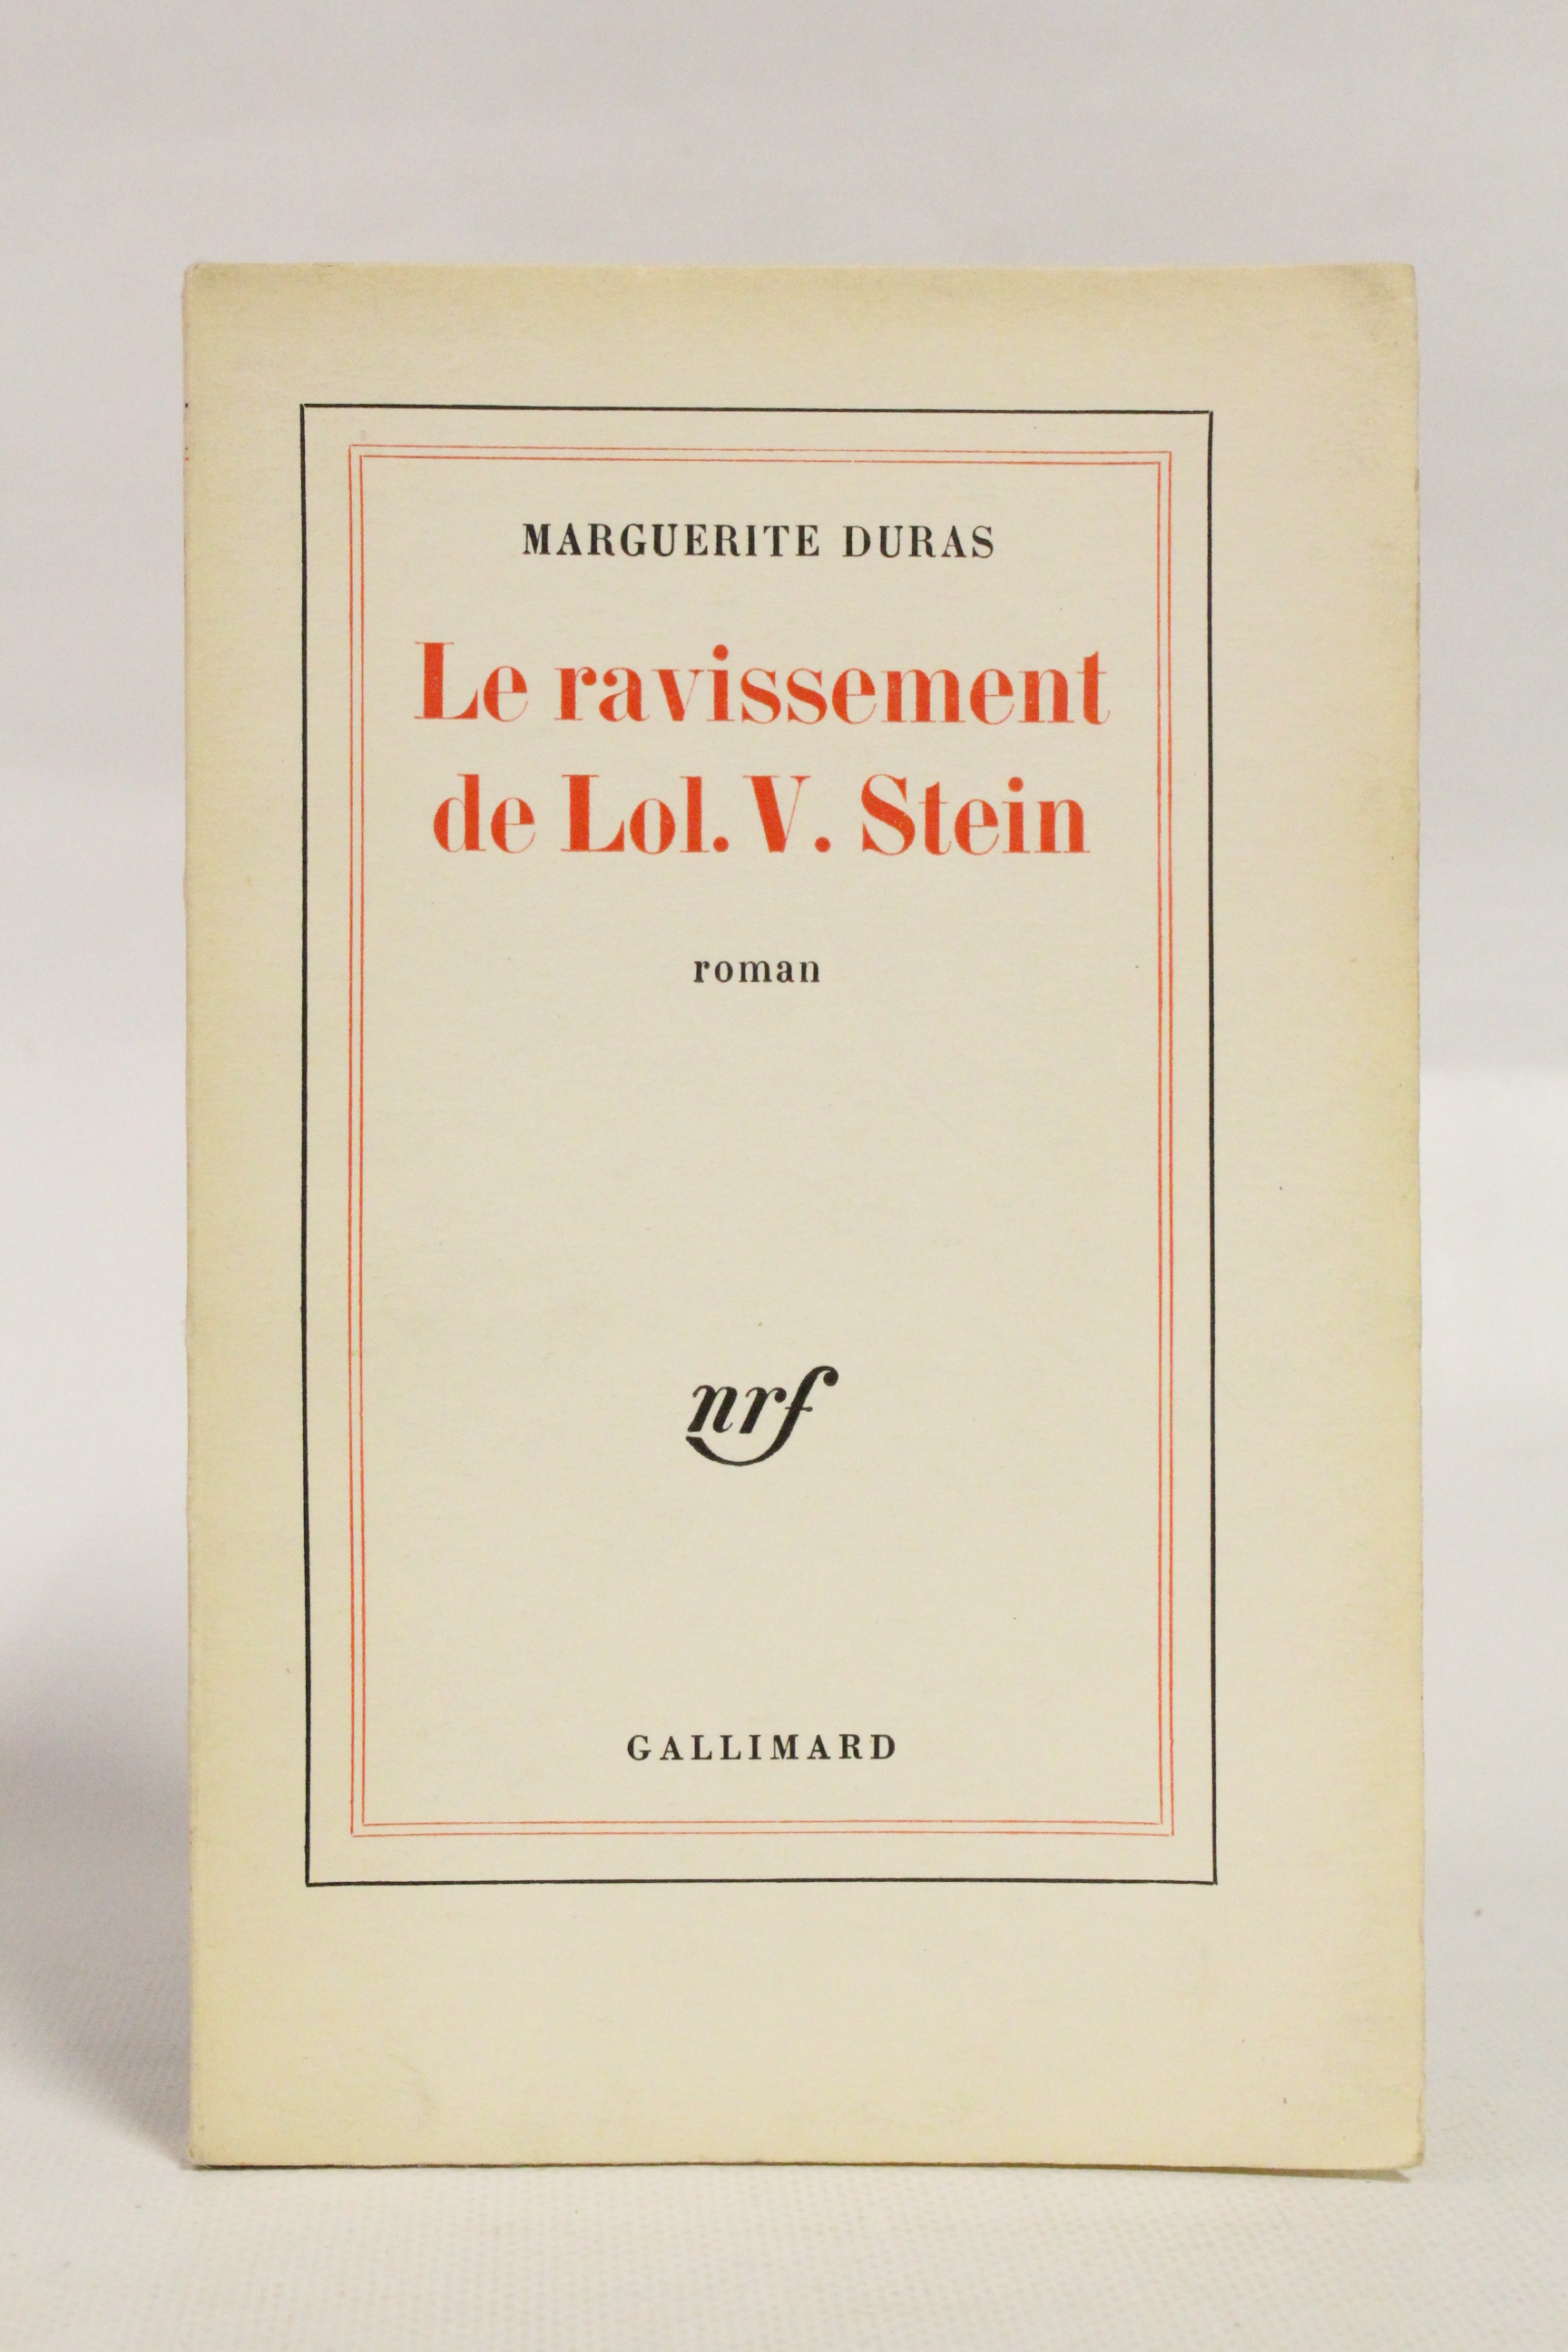 MARGUERITE DURAS
Le ravissement
de Lol. V. Stein
roman
nrf
GALLIMARD